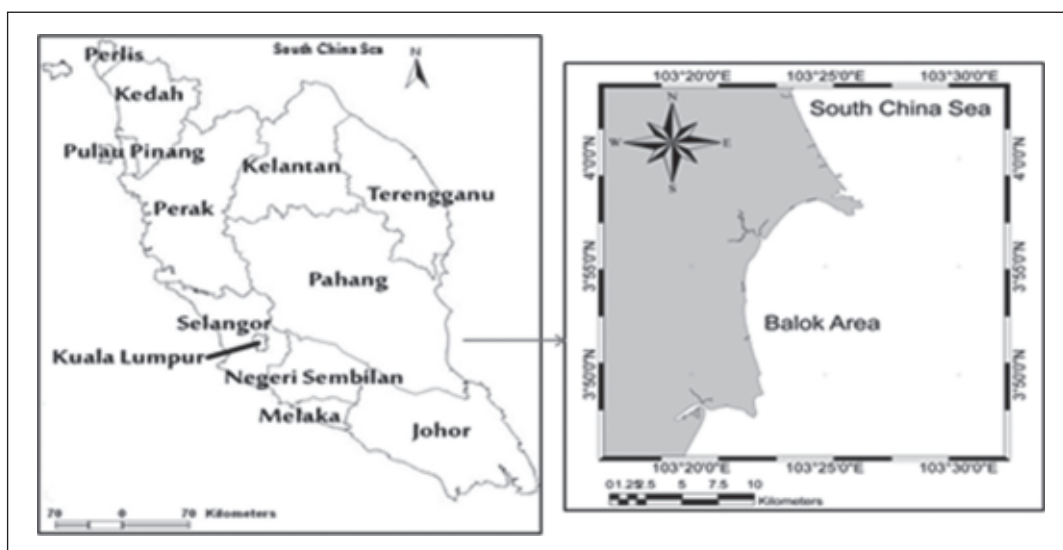 South China Sea
N
Perlis
Kedah
Pulau Pinang
Kelantan
Terengganu
Perak
Pahang
Selangor
Kuala Lumpur
Negeri Sembilan
Melaka
Johor
70 0 70 Kilometers
103°20'0"E 103°25'0"E 103°30'0"E
South China Sea
N
W E
S
4°0'0"N 4°0'0"N
3°55'0"N 3°55'0"N
Balok Area
3°50'0"N 3°50'0"N
103°20'0"E 103°25'0"E 103°30'0"E
0 1.25 2.5 5 7.5 10
Kilometers